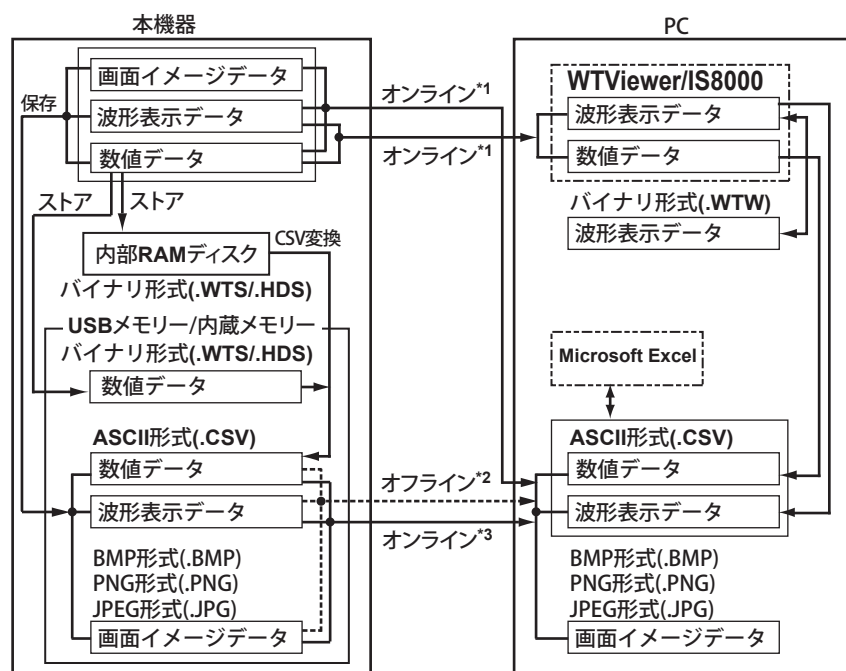 本機器
画面イメージデータ
波形表示データ
数値データ
保存
ストア
ストア
内部RAMディスク
CSV変換
バイナリ形式(.WTS/.HDS)
USBメモリー/内蔵メモリー
バイナリ形式(.WTS/.HDS)
数値データ
ASCII形式(.CSV)
数値データ
波形表示データ
BMP形式(.BMP)
PNG形式(.PNG)
JPEG形式(.JPG)
画面イメージデータ
オンライン*1
オンライン*1
オフライン*2
オンライン*3
PC
WTViewer/IS8000
波形表示データ
数値データ
バイナリ形式(.WTW)
波形表示データ
Microsoft Excel
ASCII形式(.CSV)
数値データ
波形表示データ
BMP形式(.BMP)
PNG形式(.PNG)
JPEG形式(.JPG)
画面イメージデータ